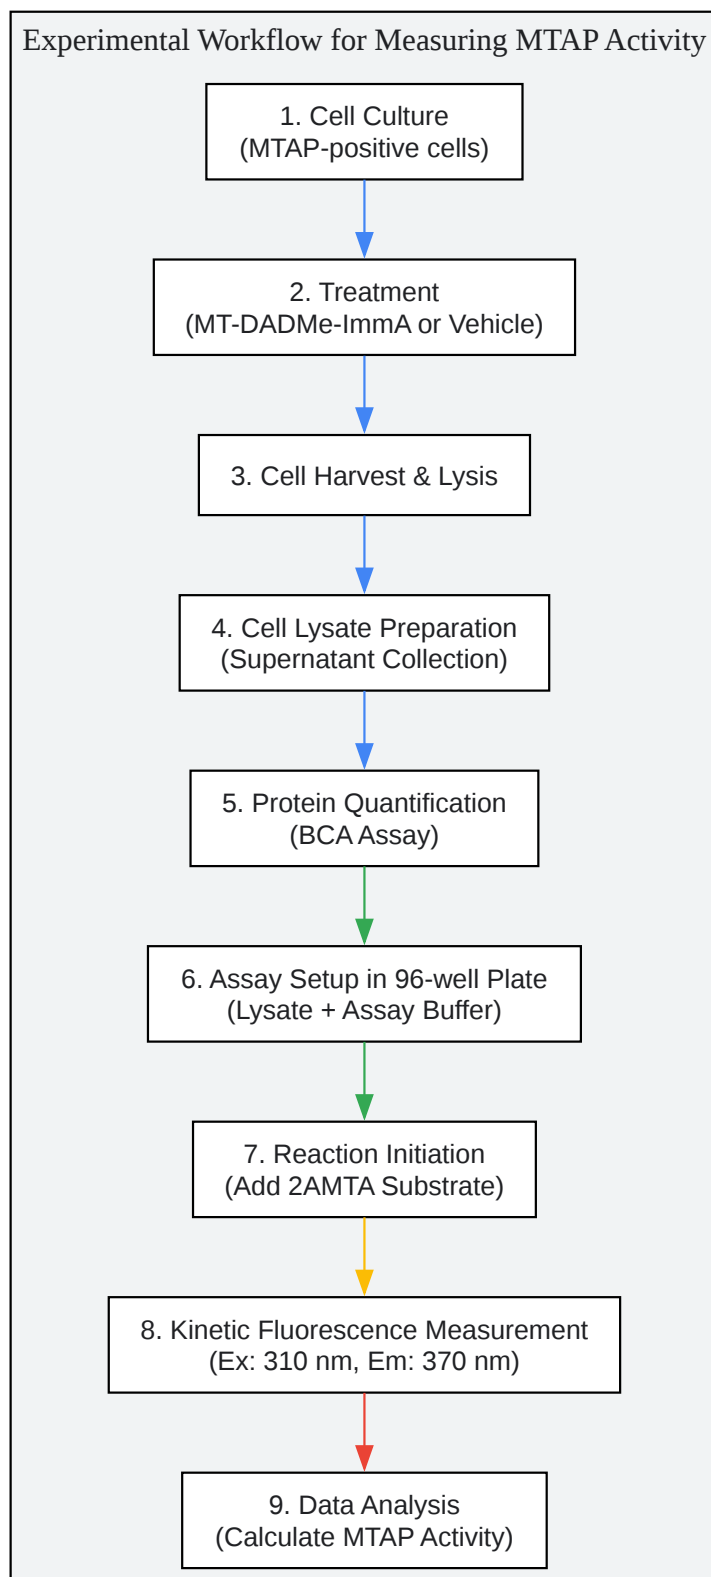 Experimental Workflow for Measuring MTAP Activity
1. Cell Culture
(MTAP-positive cells)
2. Treatment
(MT-DADMe-ImmA or Vehicle)
3. Cell Harvest & Lysis
4. Cell Lysate Preparation
(Supernatant Collection)
5. Protein Quantification
(BCA Assay)
6. Assay Setup in 96-well Plate
(Lysate + Assay Buffer)
7. Reaction Initiation
(Add 2AMTA Substrate)
8. Kinetic Fluorescence Measurement
(Ex: 310 nm, Em: 370 nm)
9. Data Analysis
(Calculate MTAP Activity)